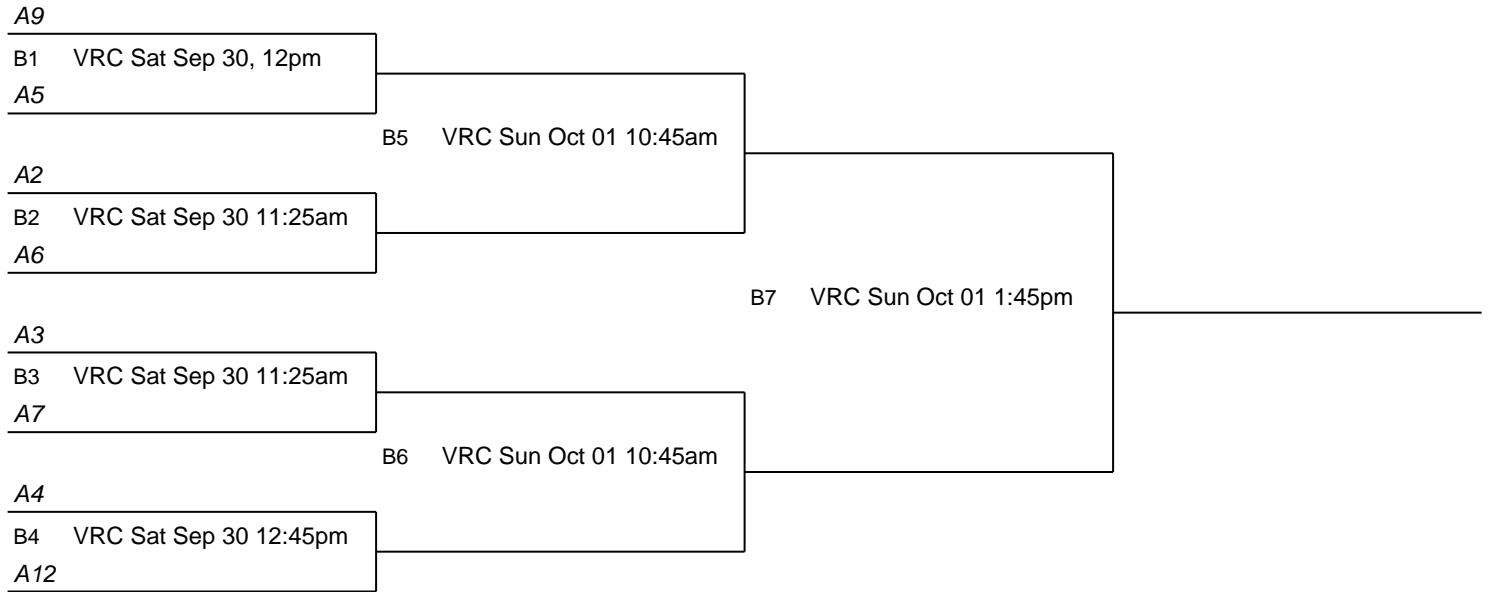 A9
B1 VRC Sat Sep 30, 12pm
A5
B5 VRC Sun Oct 01 10:45am
A2
B2 VRC Sat Sep 30 11:25am
A6
B7 VRC Sun Oct 01 1:45pm
A3
B3 VRC Sat Sep 30 11:25am
A7
B6 VRC Sun Oct 01 10:45am
A4
B4 VRC Sat Sep 30 12:45pm
A12